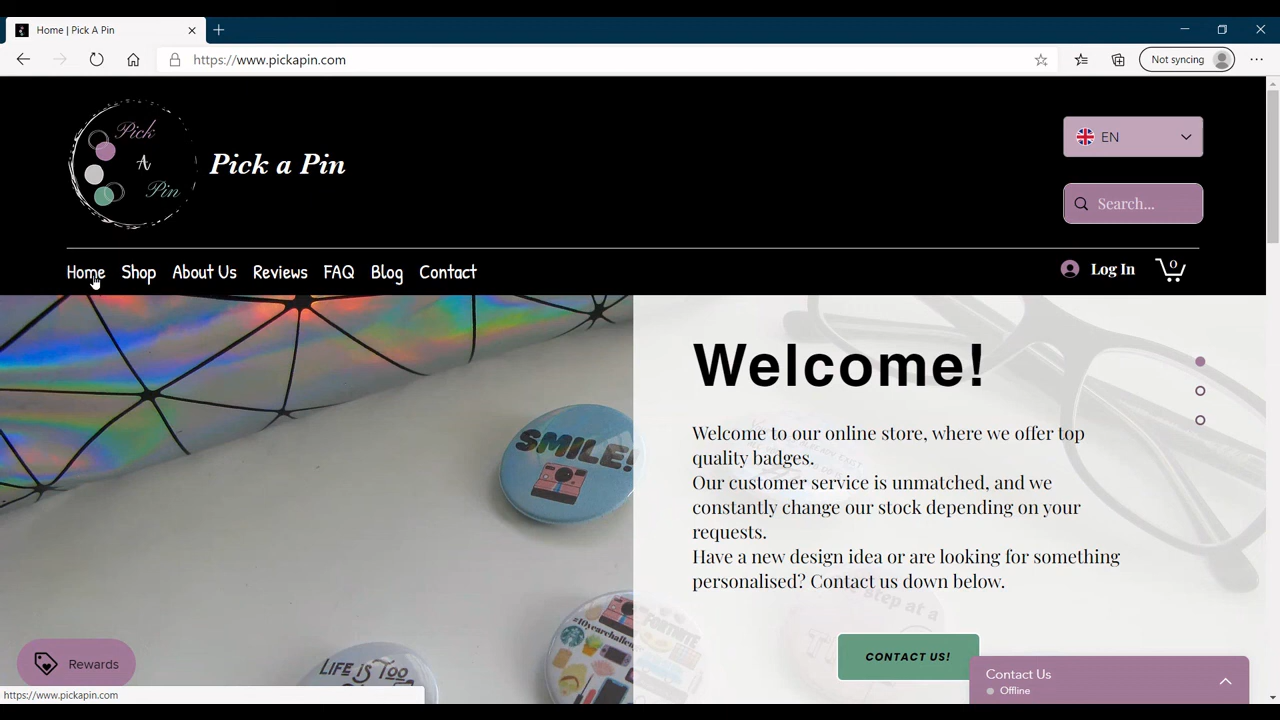 Home | Pick A Pin
https://www.pickapin.com
Not syncing
Pick
A
Pin
Pick a Pin
EN
Search...
Home Shop About Us Reviews FAQ Blog Contact
Log In
0
SMILE!
Welcome!
Welcome to our online store, where we offer top
quality badges.
Our customer service is unmatched, and we
constantly change our stock depending on your
requests.
Have a new design idea or are looking for something
personalised? Contact us down below.
#10yearchallenge
FORTNITE
step at a
LIFE IS TOO
CONTACT US!
Rewards
Contact Us
Offline
https://www.pickapin.com